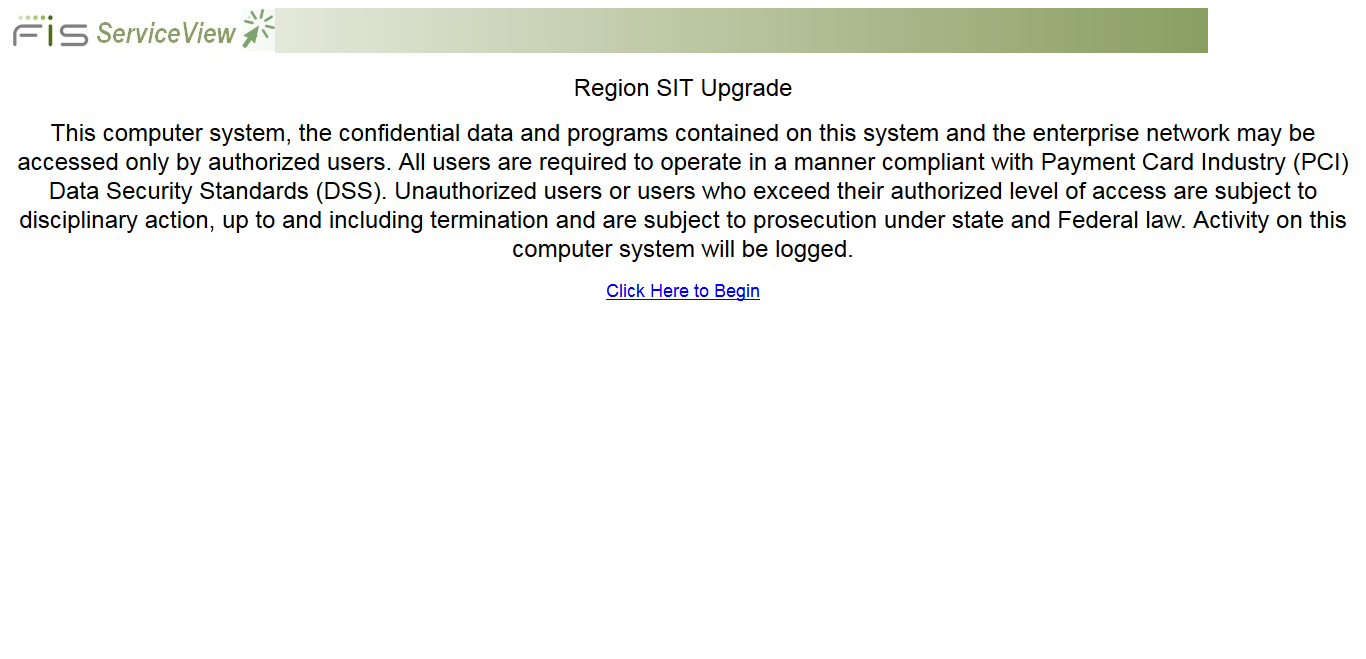 FIS ServiceView
Region SIT Upgrade
This computer system, the confidential data and programs contained on this system and the enterprise network may be
accessed only by authorized users. All users are required to operate in a manner compliant with Payment Card Industry (PCI)
Data Security Standards (DSS). Unauthorized users or users who exceed their authorized level of access are subject to
disciplinary action, up to and including termination and are subject to prosecution under state and Federal law. Activity on this
computer system will be logged.
Click Here to Begin